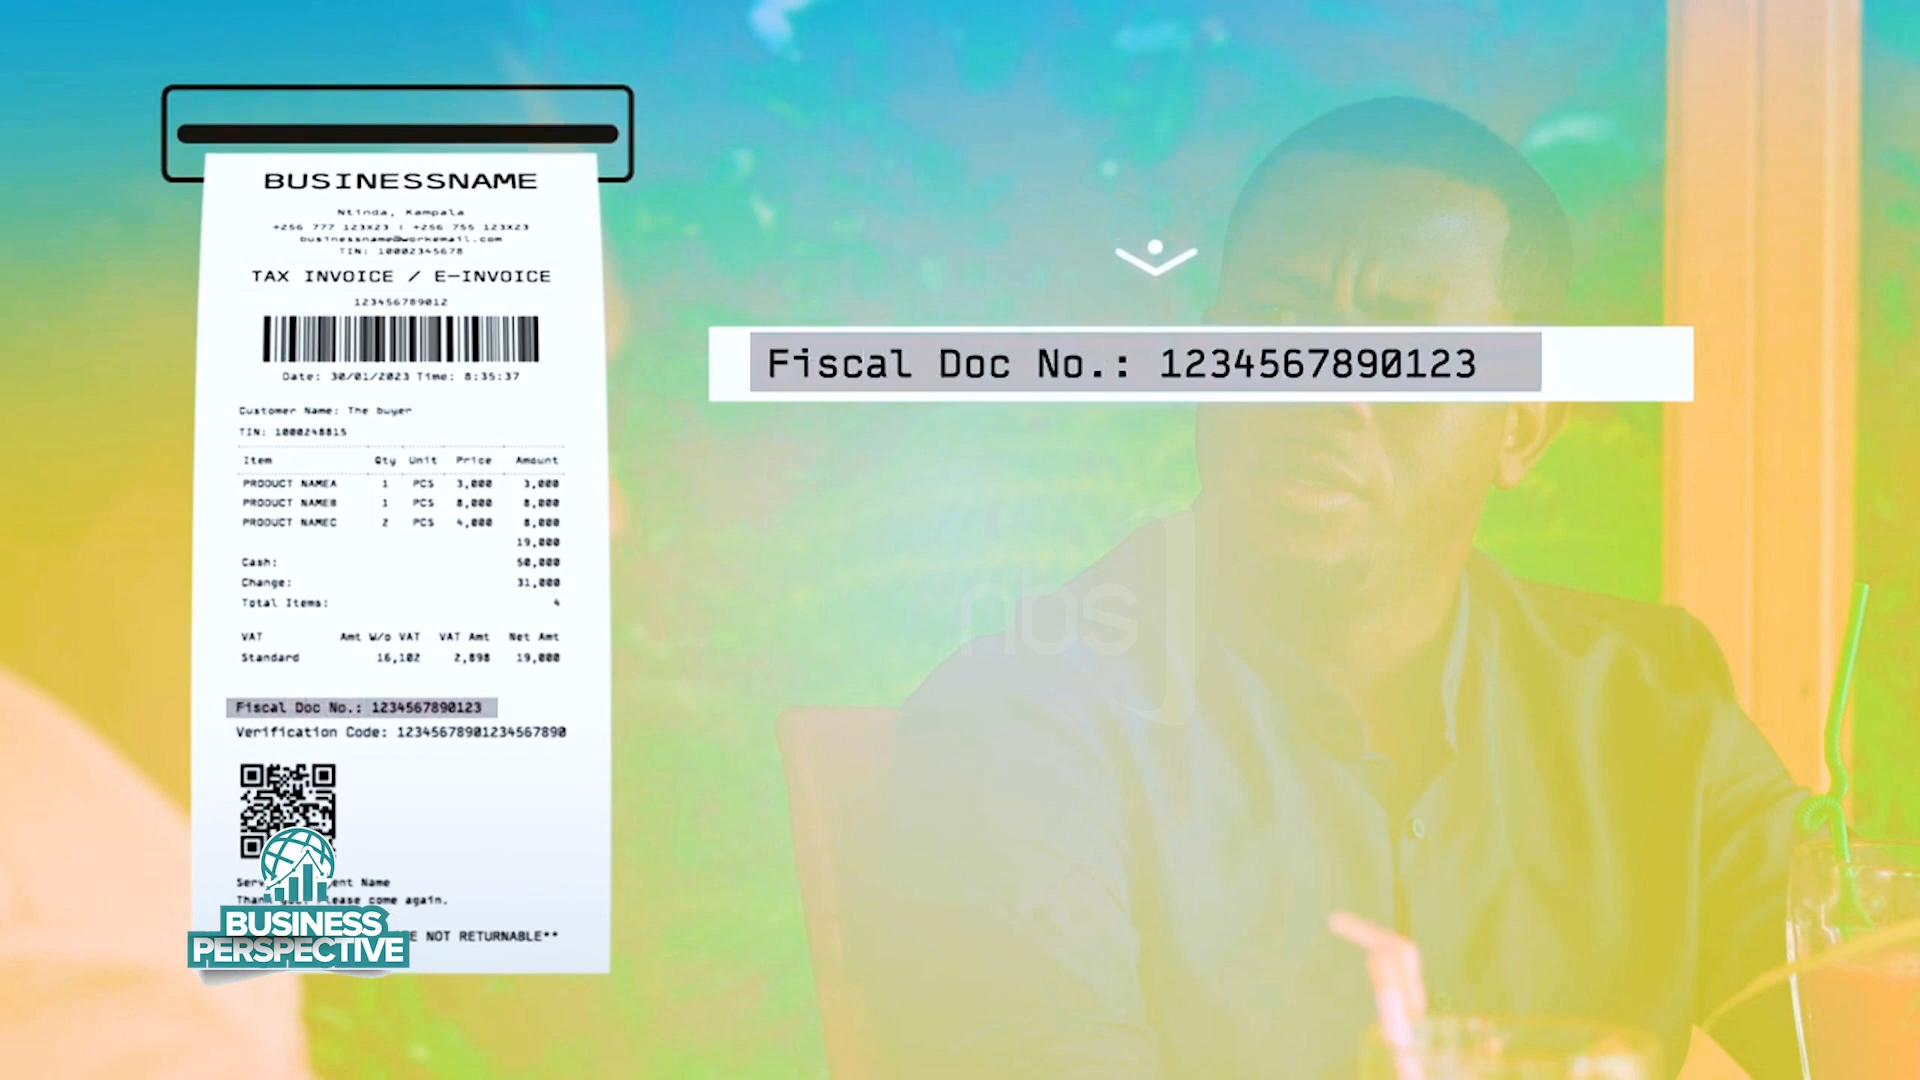 BUSINESSNAME
Ntinda, Kampala
+256 777 123X23 | +256 755 123X23
businessname@workemail.com
TIN: 10002345678
TAX INVOICE / E-INVOICE
123456789012
Date: 30/01/2023 Time: 8:35:37
Customer Name: The buyer
TIN: 1000248815
Item Qty Unit Price Amount
PRODUCT NAMEA 1 PCS 3,000 3,000
PRODUCT NAMEB 1 PCS 8,000 8,000
PRODUCT NAMEC 2 PCS 4,000 8,000
19,000
Cash: 50,000
Change: 31,000
Total Items: 4
VAT Amt W/o VAT VAT Amt Net Amt
Standard 16,102 2,898 19,000
Fiscal Doc No.: 1234567890123
Verification Code: 12345678901234567890
Name
come again.
NOT RETURNABLE**
BUSINESS
PERSPECTIVE
Fiscal Doc No.: 1234567890123
nbs